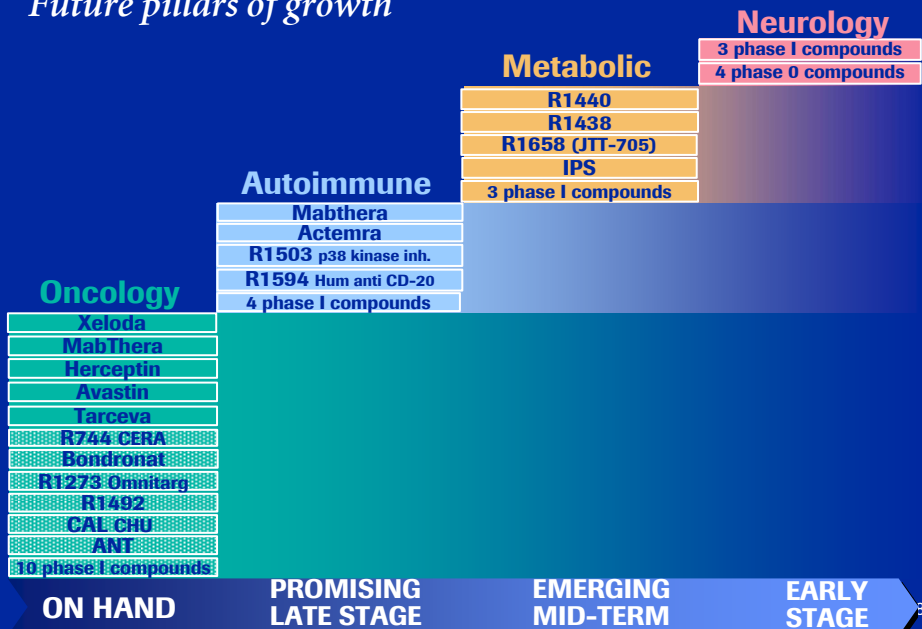 Future pillars of growth
Neurology
3 phase I compounds
4 phase 0 compounds
Metabolic
R1440
R1438
R1658 (JTT-705)
IPS
3 phase I compounds
Autoimmune
Mabthera
Actemra
R1503 p38 kinase inh.
R1594 Hum anti CD-20
4 phase I compounds
Oncology
Xeloda
MabThera
Herceptin
Avastin
Tarceva
R744 CERA
Bondronat
R1273 Omnitarg
R1492
CAL CHU
ANT
10 phase I compounds
ON HAND
PROMISING
LATE STAGE
EMERGING
MID-TERM
EARLY
STAGE